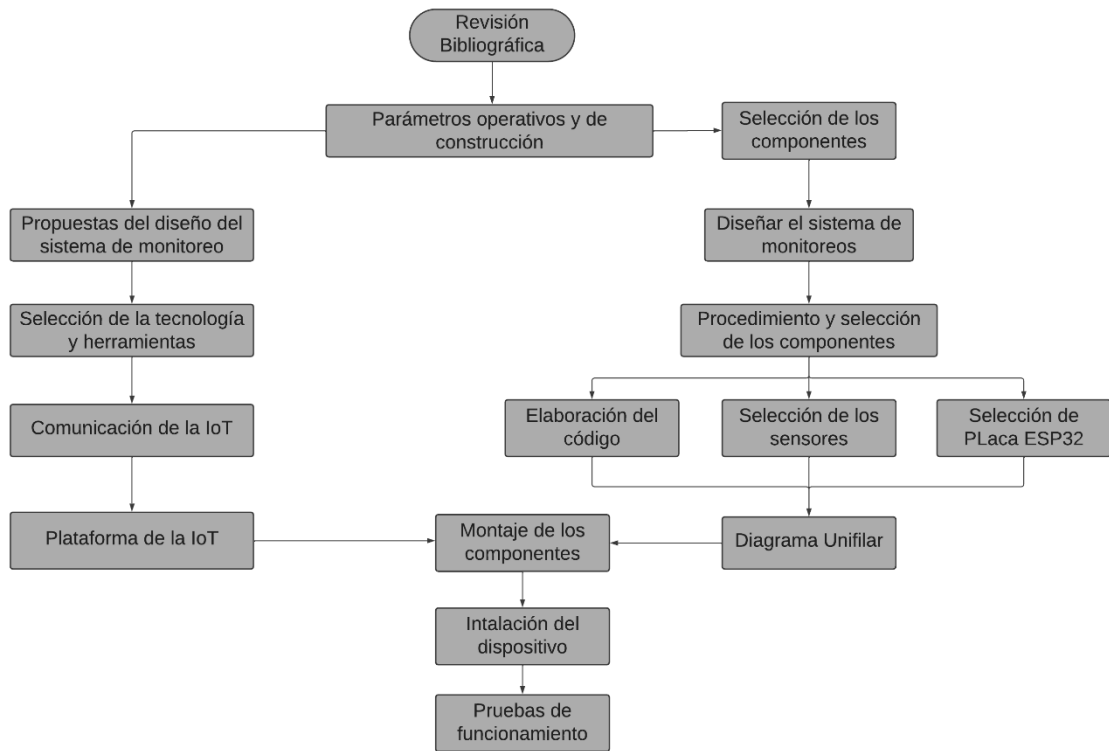 Revisión
Bibliográfica
Parámetros operativos y de
construcción
Selección de los
componentes
Propuestas del diseño del
sistema de monitoreo
Diseñar el sistema de
monitoreos
Selección de la tecnología
y herramientas
Procedimiento y selección
de los componentes
Comunicación de la IoT
Elaboración del
código
Selección de los
sensores
Selección de
PLaca ESP32
Plataforma de la IoT
Montaje de los
componentes
Diagrama Unifilar
Intalación del
dispositivo
Pruebas de
funcionamiento